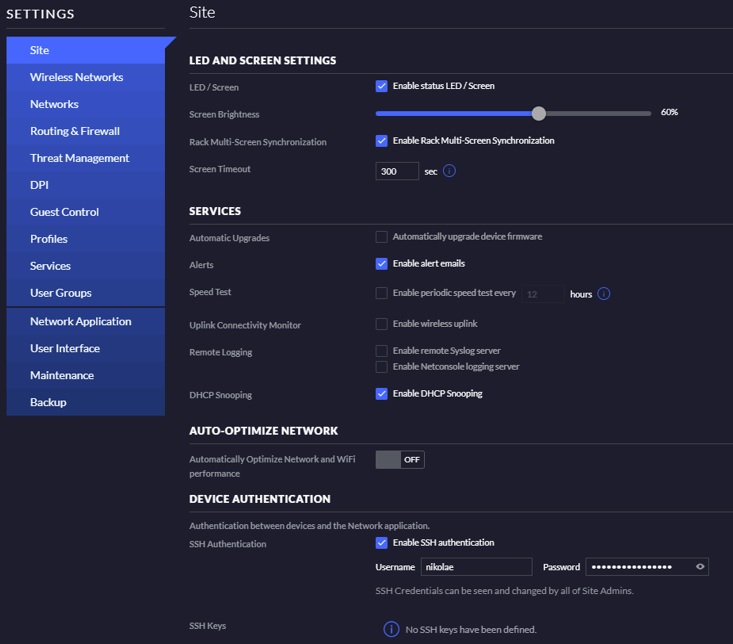 SETTINGS
Site
Wireless Networks
Networks
Routing & Firewall
Threat Management
DPI
Guest Control
Profiles
Services
User Groups
Network Application
User Interface
Maintenance
Backup
Site
LED AND SCREEN SETTINGS
LED / Screen Enable status LED / Screen
Screen Brightness 60%
Rack Multi-Screen Synchronization Enable Rack Multi-Screen Synchronization
Screen Timeout 300 sec
SERVICES
Automatic Upgrades Automatically upgrade device firmware
Alerts Enable alert emails
Speed Test Enable periodic speed test every 12 hours
Uplink Connectivity Monitor Enable wireless uplink
Remote Logging Enable remote Syslog server
Enable Netconsole logging server
DHCP Snooping Enable DHCP Snooping
AUTO-OPTIMIZE NETWORK
Automatically Optimize Network and WiFi OFF
performance
DEVICE AUTHENTICATION
Authentication between devices and the Network application.
SSH Authentication Enable SSH authentication
Username nikolae Password ••••••••••••••••
SSH Credentials can be seen and changed by all of Site Admins.
SSH Keys No SSH keys have been defined.